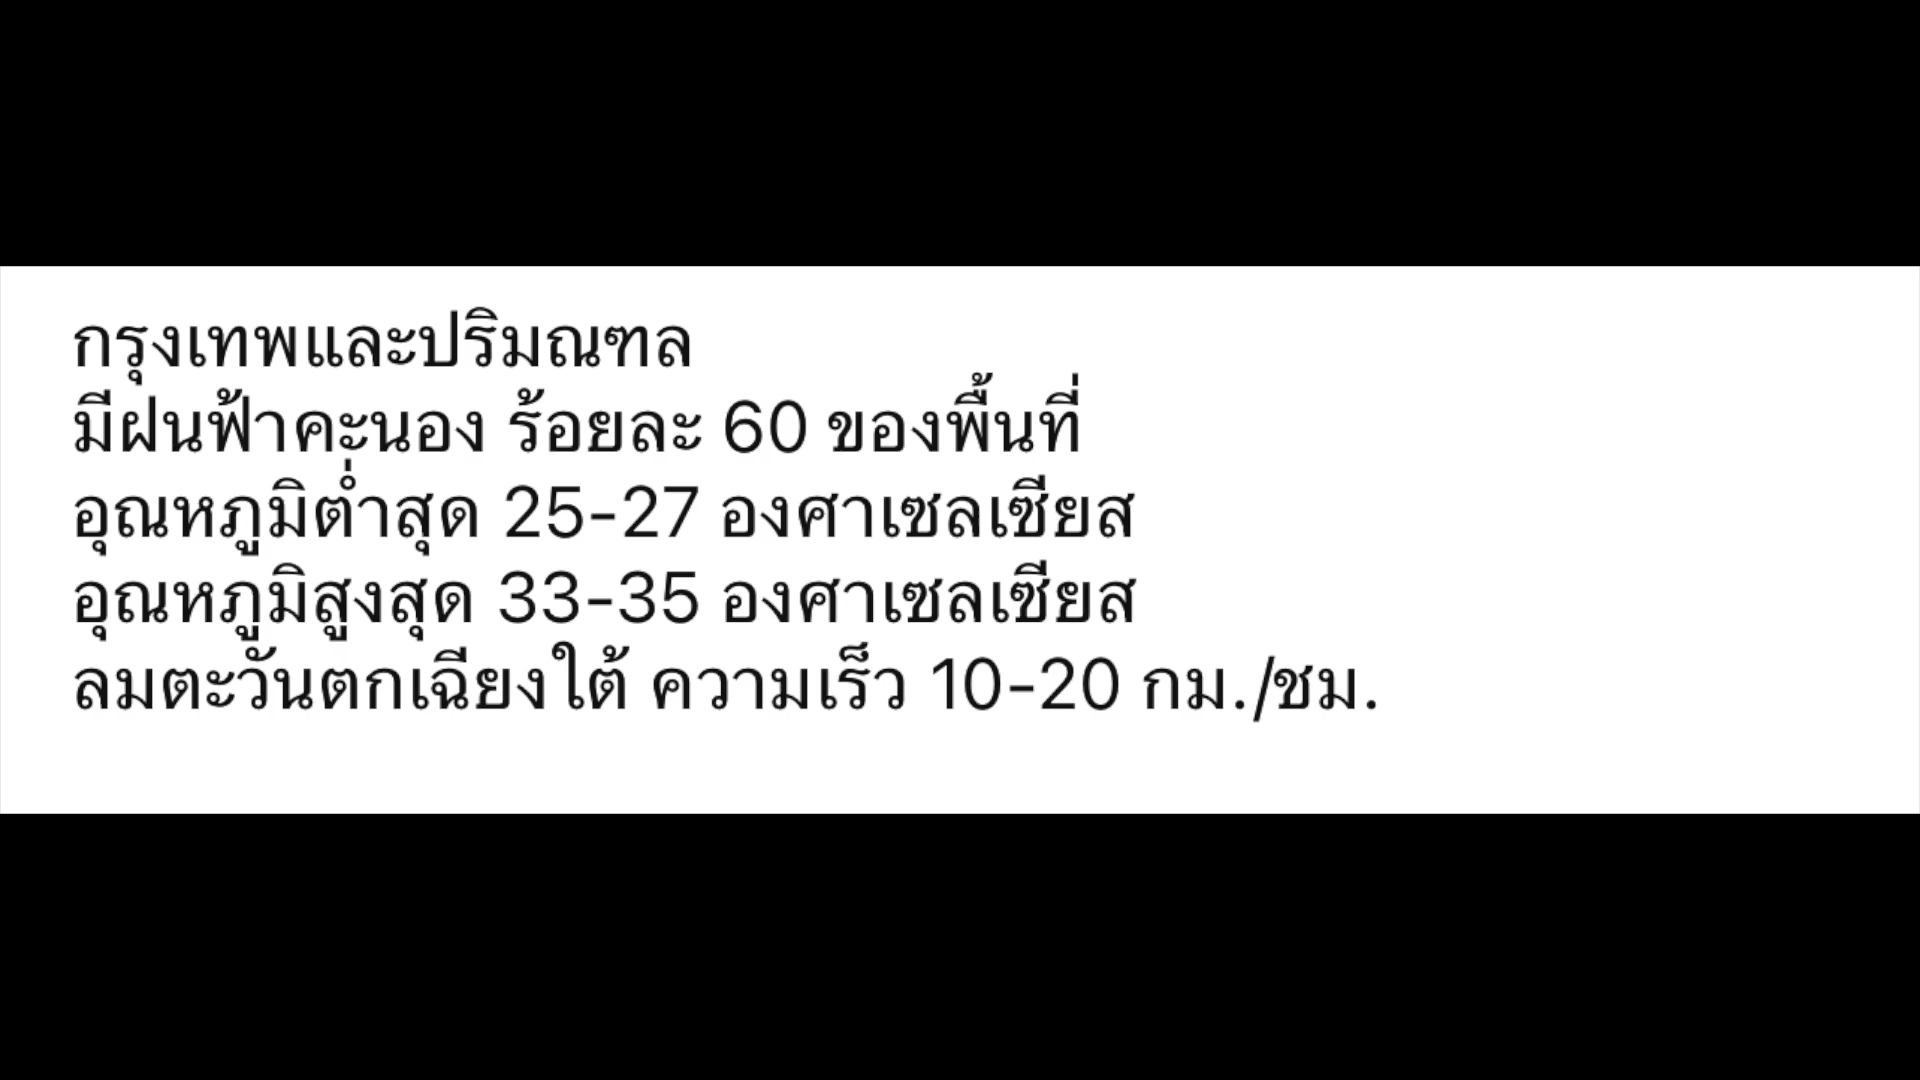 กรุงเทพและปริมณฑล
มีฝนฟ้าคะนอง ร้อยละ 60 ของพื้นที่
อุณหภูมิต่ำสุด 25-27 องศาเซลเซียส
อุณหภูมิสูงสุด 33-35 องศาเซลเซียส
ลมตะวันตกเฉียงใต้ ความเร็ว 10-20 กม./ชม.